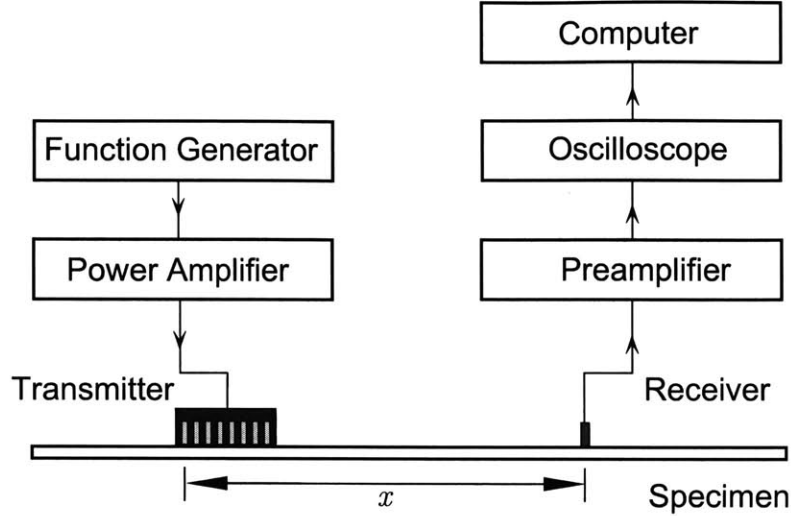 Computer
Function Generator
Oscilloscope
Power Amplifier
Preamplifier
Transmitter
Receiver
x
Specimen